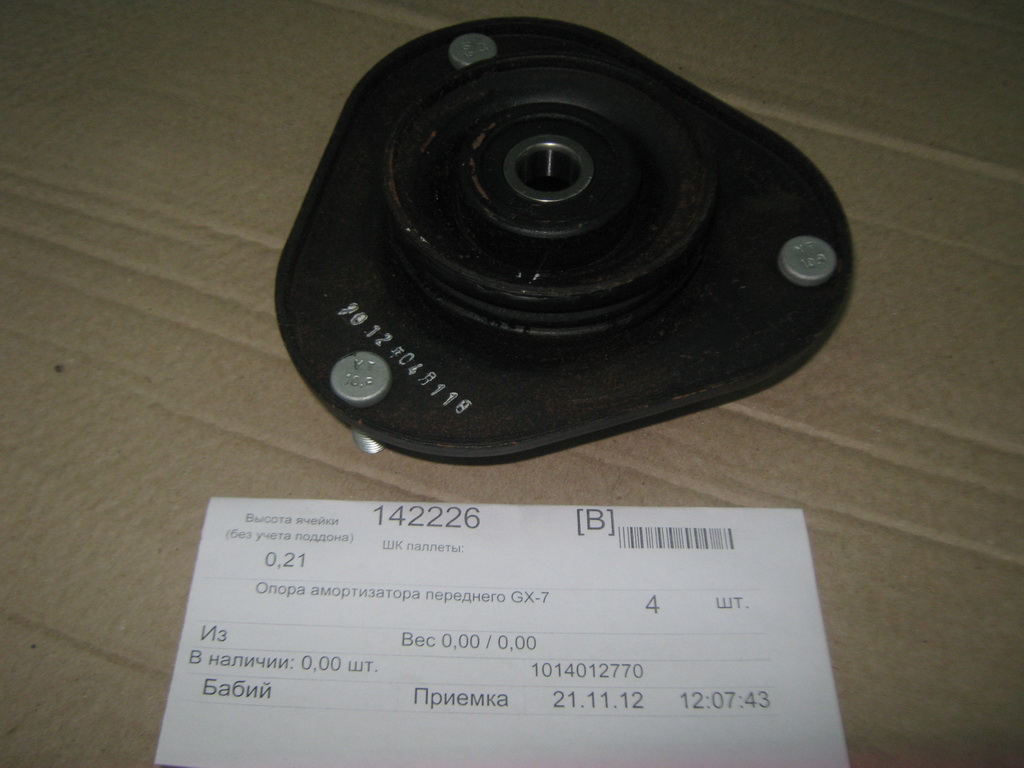 Высота ячейки
(без учета поддона)
0,21
142226
ШК паллеты:
[B]
Опора амортизатора переднего GX-7
4
шт.
Из
Вес 0,00 / 0,00
В наличии: 0,00 шт.
1014012770
Бабий
Приемка
21.11.12
12:07:43